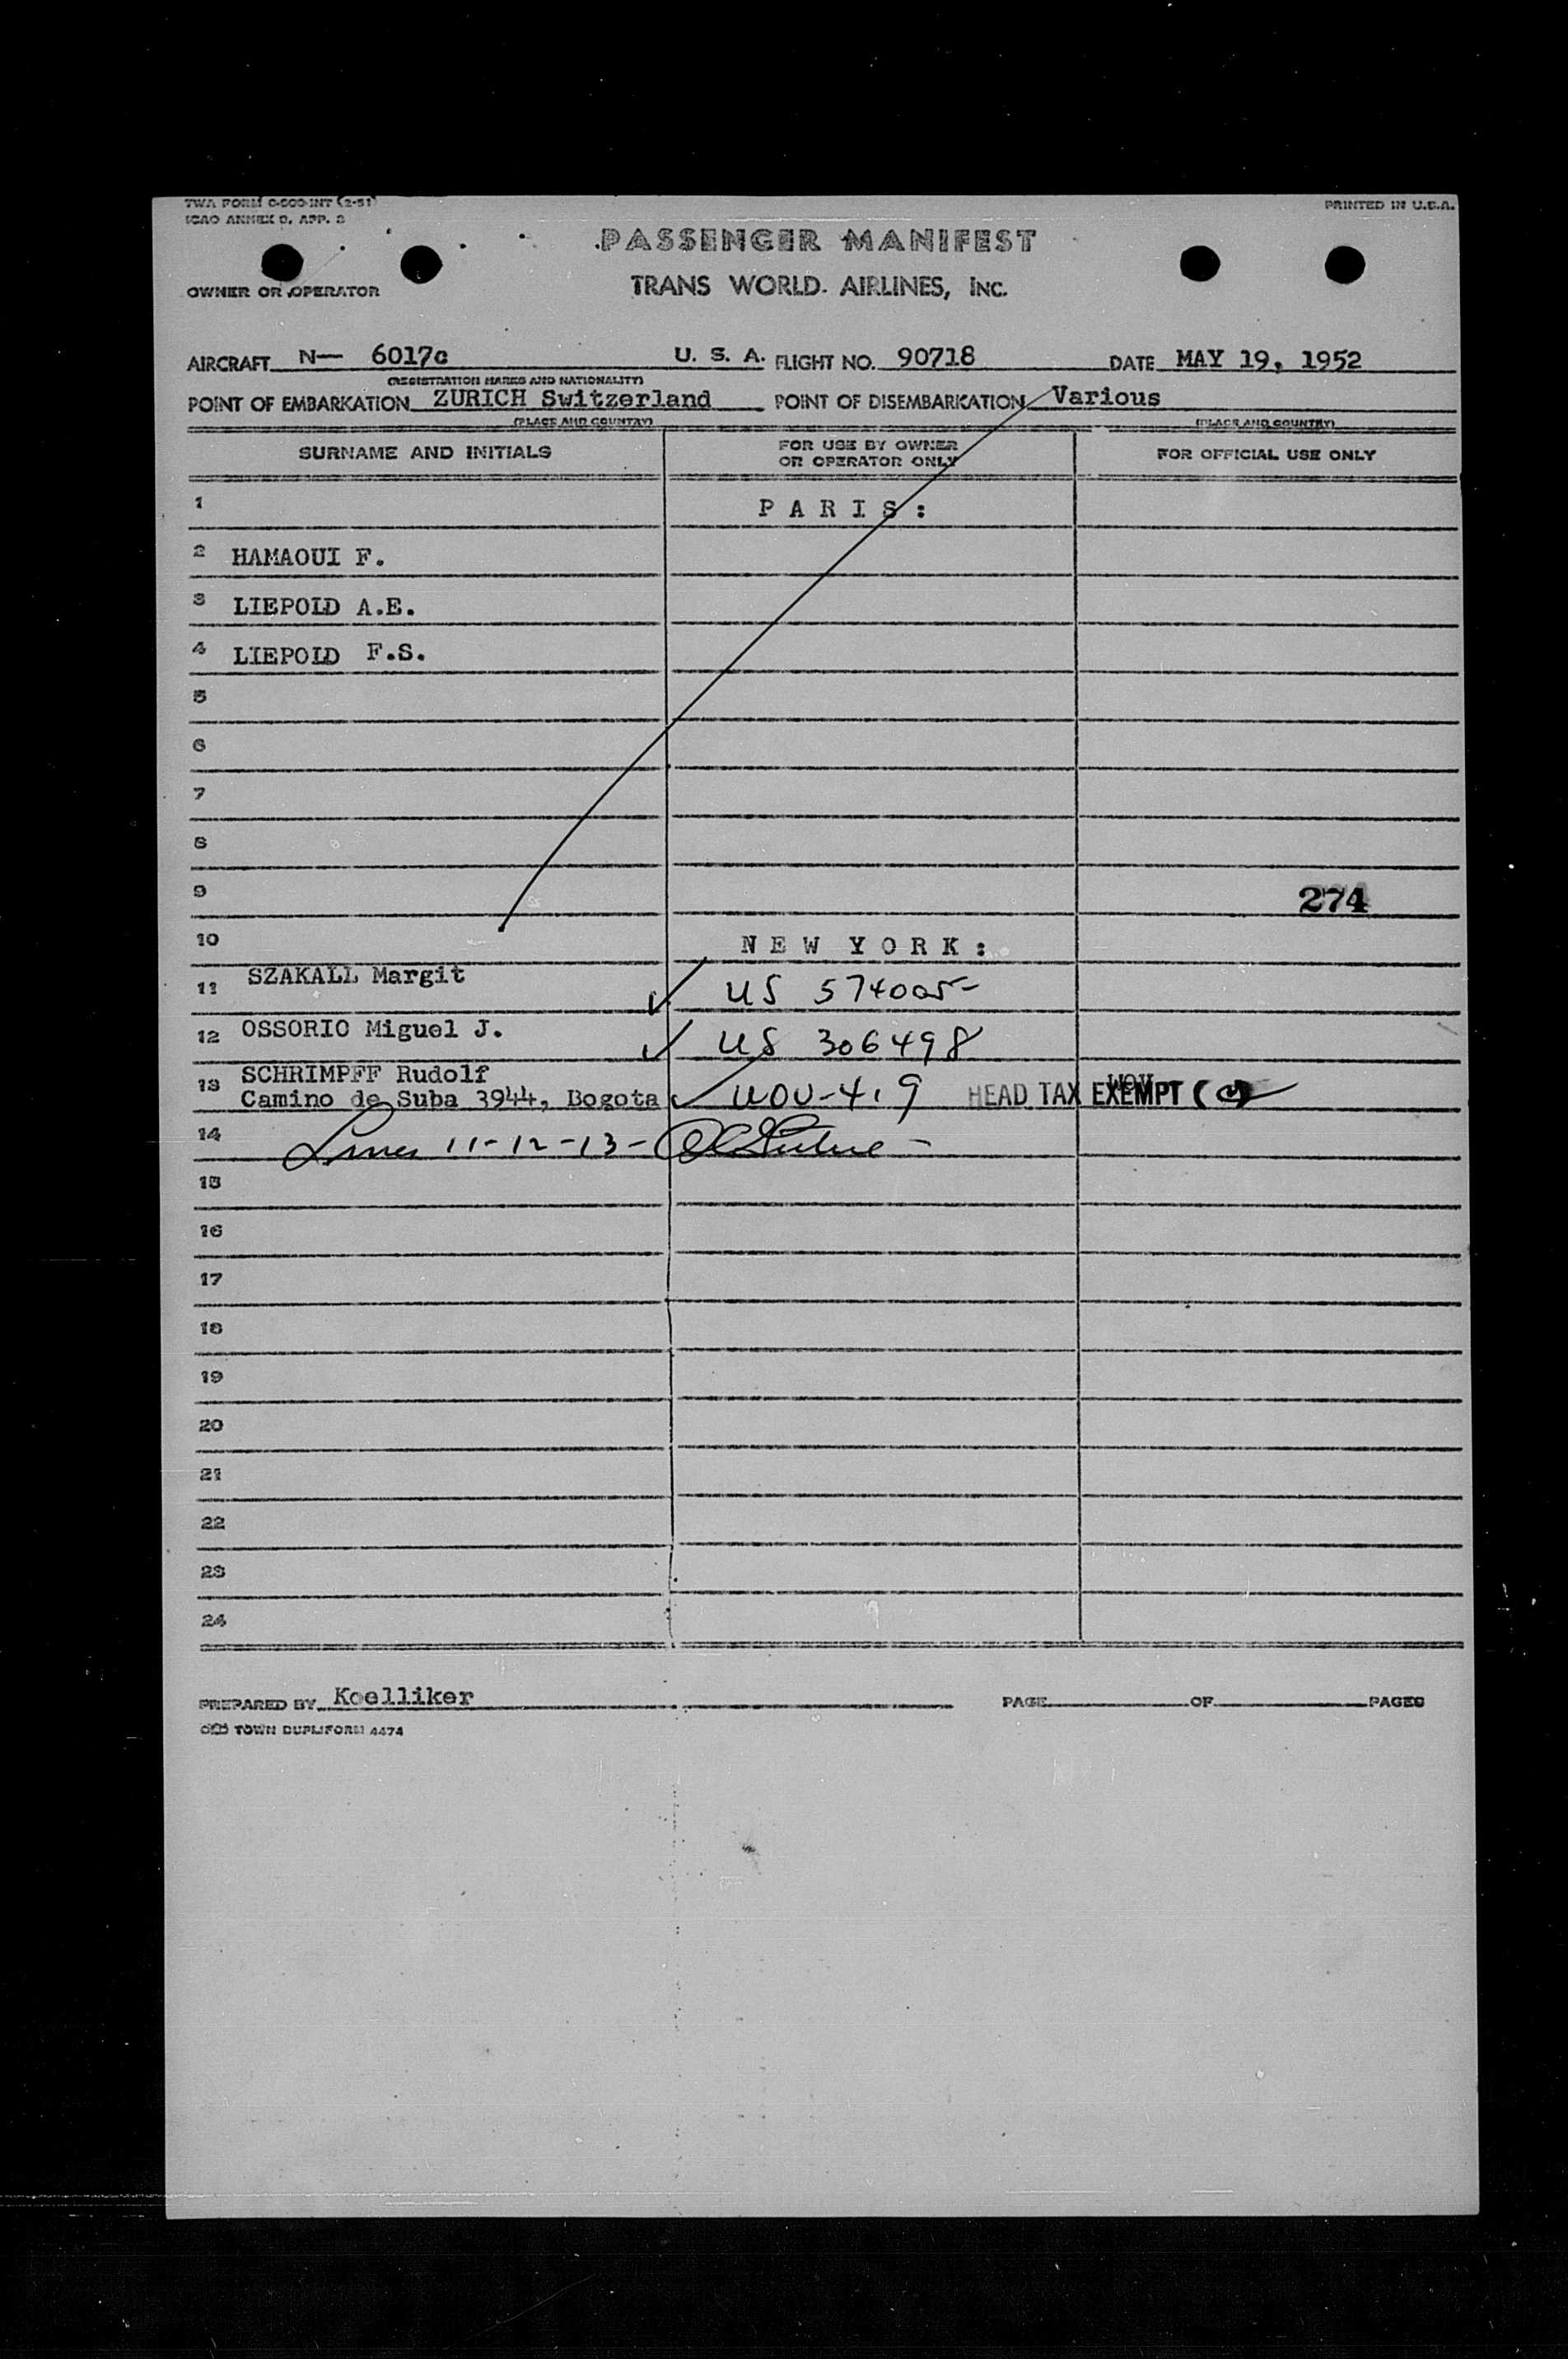 TWA FORM C-600-INT (2-51)
ICAO ANNEX 9, APP. 3
PRINTED IN U.S.A.
PASSENGER MANIFEST
OWNER OR OPERATOR
TRANS WORLD AIRLINES, INC.
AIRCRAFT N— 6017c U. S. A. FLIGHT NO. 90718 DATE MAY 19, 1952
(REGISTRATION MARKS AND NATIONALITY)
POINT OF EMBARKATION ZURICH Switzerland POINT OF DISEMBARKATION Various
(PLACE AND COUNTRY) (PLACE AND COUNTRY)
SURNAME AND INITIALS FOR USE BY OWNER OR OPERATOR ONLY FOR OFFICIAL USE ONLY
1 P A R I S :
2 HAMAOUI F.
3 LIEPOLD A.E.
4 LIEPOLD F.S.
5
6
7
8
9 274
10 N E W Y O R K :
11 SZAKALL Margit ✓ US 574005-
12 OSSORIO Miguel J. ✓ US 306498
13 SCHRIMPFF Rudolf
Camino de Suba 3944, Bogota ✓ WOV-4.9 HEAD TAX EXEMPT (
14 Lines 11-12-13-
15
16
17
18
19
20
21
22
23
24
PREPARED BY Koelliker PAGE OF PAGES
TOWN DUPLIFORM 4474